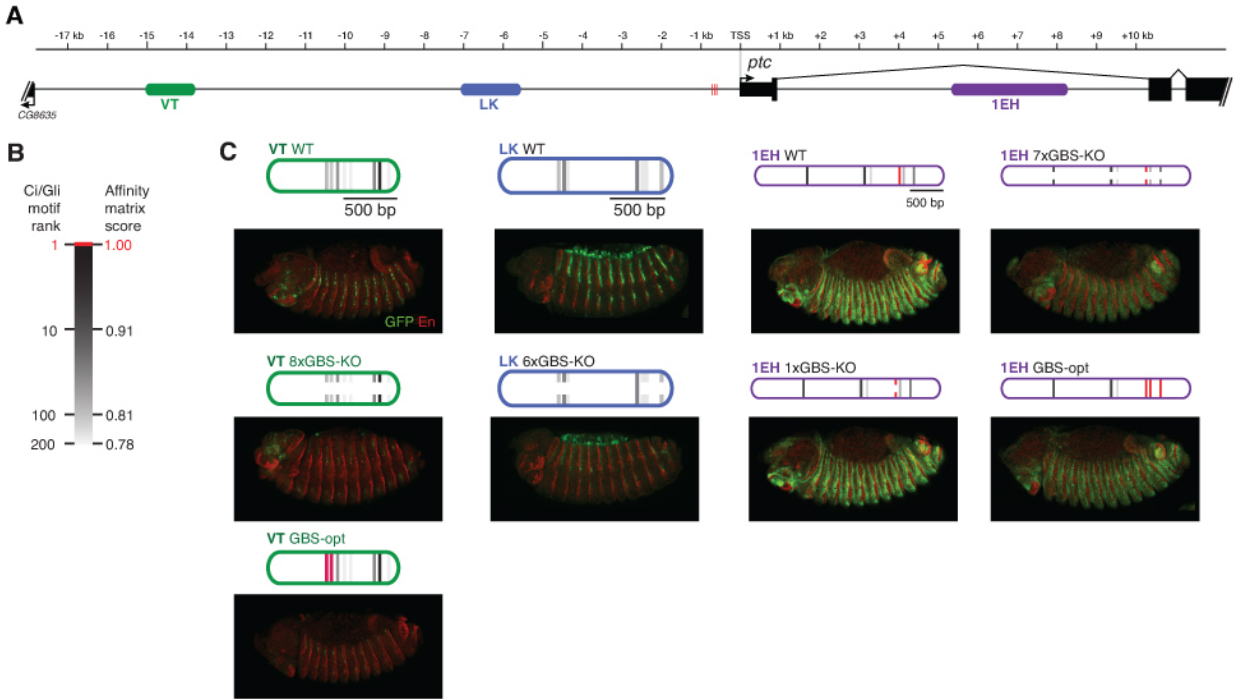 A
-17 kb -16 -15 -14 -13 -12 -11 -10 -9 -8 -7 -6 -5 -4 -3 -2 -1 kb TSS +1 kb +2 +3 +4 +5 +6 +7 +8 +9 +10 kb
ptc
CG8635
VT
LK
1EH
B
Ci/Gli motif rank
Affinity matrix score
1 1.00
10 0.91
100 0.81
200 0.78
C
VT WT
500 bp
LK WT
500 bp
1EH WT
500 bp
1EH 7xGBS-KO
GFP En
VT 8xGBS-KO
LK 6xGBS-KO
1EH 1xGBS-KO
1EH GBS-opt
VT GBS-opt